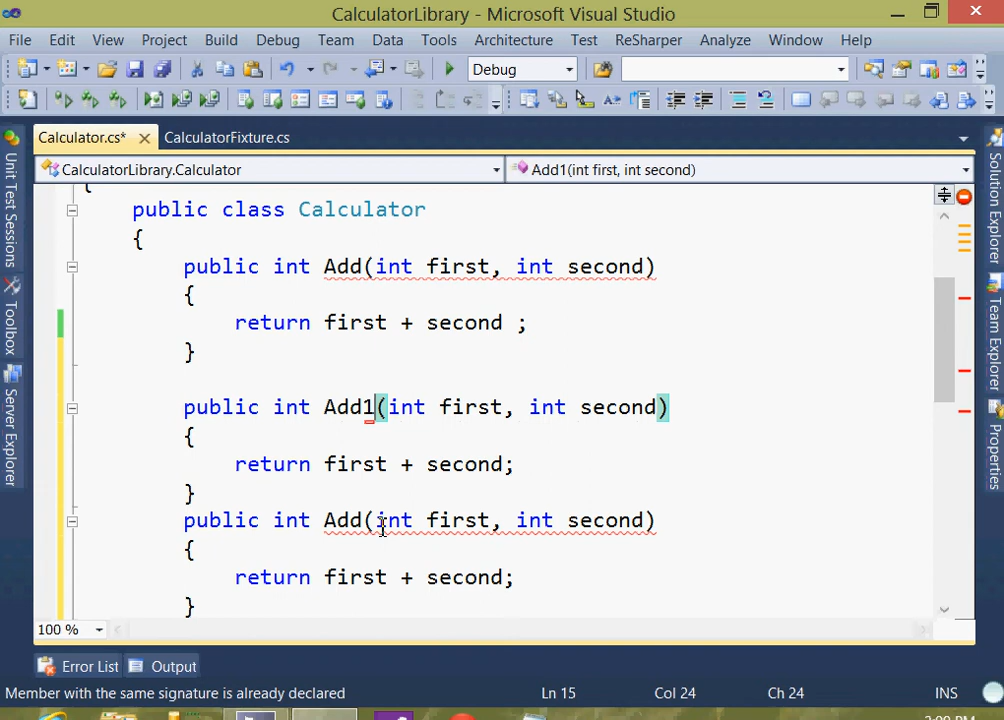 CalculatorLibrary - Microsoft Visual Studio
File Edit View Project Build Debug Team Data Tools Architecture Test ReSharper Analyze Window Help
Debug
Calculator.cs* CalculatorFixture.cs
CalculatorLibrary.Calculator Add1(int first, int second)
{
public class Calculator
{
public int Add(int first, int second)
{
return first + second ;
}
public int Add1(int first, int second)
{
return first + second;
}
public int Add(int first, int second)
{
return first + second;
}
100 %
Error List Output
Member with the same signature is already declared Ln 15 Col 24 Ch 24 INS
Unit Test Sessions
Toolbox
Server Explorer
Solution Explorer
Team Explorer
Properties